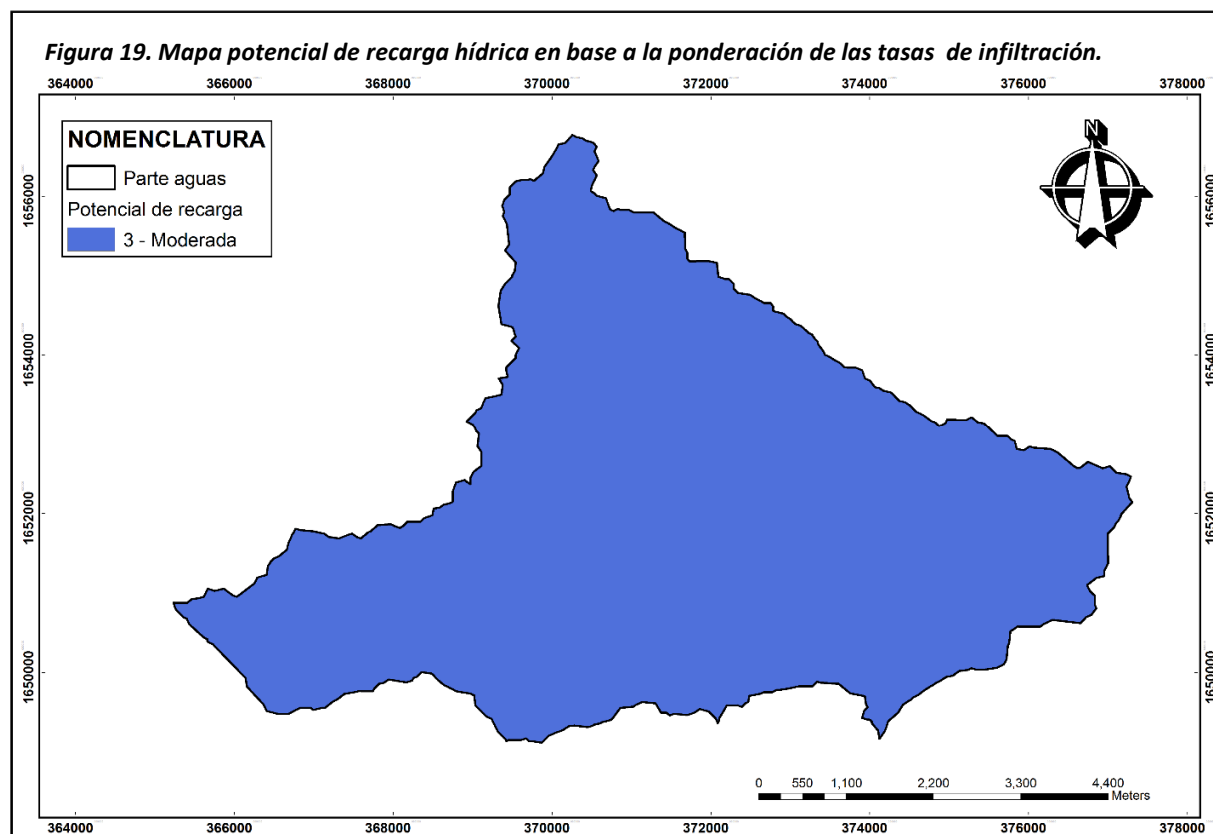 Figura 19. Mapa potencial de recarga hídrica en base a la ponderación de las tasas  de infiltración.
364000 366000 368000 370000 372000 374000 376000 378000
NOMENCLATURA
Parte aguas
Potencial de recarga
3 - Moderada
N
1656000 1656000
1654000 1654000
1652000 1652000
1650000 1650000
0 550 1,100 2,200 3,300 4,400
Meters
364000 366000 368000 370000 372000 374000 376000 378000